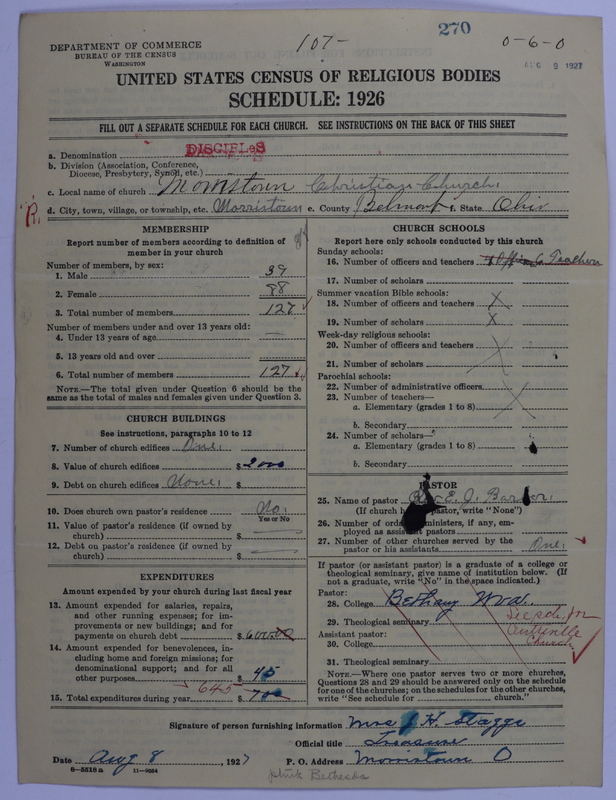 270
107-
0-6-0
AUG 9 1927
DEPARTMENT OF COMMERCE
BUREAU OF THE CENSUS
WASHINGTON
UNITED STATES CENSUS OF RELIGIOUS BODIES
SCHEDULE: 1926
FILL OUT A SEPARATE SCHEDULE FOR EACH CHURCH. SEE INSTRUCTIONS ON THE BACK OF THIS SHEET
a. Denomination DISCIPLeS
b. Division (Association, Conference,
Diocese, Presbytery, Synod, etc.)
c. Local name of church Morristown Christian Church.
R. d. City, town, village, or township, etc. Morristown e. County Belmont f. State Ohio
MEMBERSHIP
Report number of members according to definition of
member in your church
Number of members, by sex:
1. Male 39
2. Female 88
3. Total number of members 127
Number of members under and over 13 years old:
4. Under 13 years of age
5. 13 years old and over
6. Total number of members 127
NOTE.—The total given under Question 6 should be the
same as the total of males and females given under Question 3.
CHURCH BUILDINGS
See instructions, paragraphs 10 to 12
7. Number of church edifices One.
8. Value of church edifices $ 2000
9. Debt on church edifices None. $
10. Does church own pastor's residence? No.
Yes or No
11. Value of pastor's residence (if owned by
church) $
12. Debt on pastor's residence (if owned by
church) $
EXPENDITURES
Amount expended by your church during last fiscal year
13. Amount expended for salaries, repairs,
and other running expenses; for im-
provements or new buildings; and for
payments on church debt $ 600
14. Amount expended for benevolences, in-
cluding home and foreign missions; for
denominational support; and for all
other purposes $ 45
15. Total expenditures during year 645 $
CHURCH SCHOOLS
Report here only schools conducted by this church
Sunday schools:
16. Number of officers and teachers
17. Number of scholars
Summer vacation Bible schools:
18. Number of officers and teachers X
19. Number of scholars X
Week-day religious schools:
20. Number of officers and teachers
21. Number of scholars
Parochial schools:
22. Number of administrative officers
23. Number of teachers—
a. Elementary (grades 1 to 8)
b. Secondary
24. Number of scholars—
a. Elementary (grades 1 to 8)
b. Secondary
PASTOR
25. Name of pastor Rev. E. J.
(If church pastor, write "None")
26. Number of ministers, if any, em-
ployed as pastors
27. Number of other churches served by the
pastor or his assistants One.
If pastor (or assistant pastor) is a graduate of a college or
theological seminary, give name of institution below. (If
not a graduate, write "No" in the space indicated.)
Pastor:
28. College Bethany W.Va.
29. Theological seminary
Assistant pastor:
30. College
31. Theological seminary
See sch. for
Church
NOTE.—Where one pastor serves two or more churches,
Questions 28 and 29 should be answered only on the schedule
for one of the churches; on the schedules for the other churches,
write "See schedule for church."
Signature of person furnishing information Mrs J. H. Staggs
Official title Treasure
Date Aug 8, 1927 P. O. Address Morristown O
8—5518 a 11—9084
Bethesda